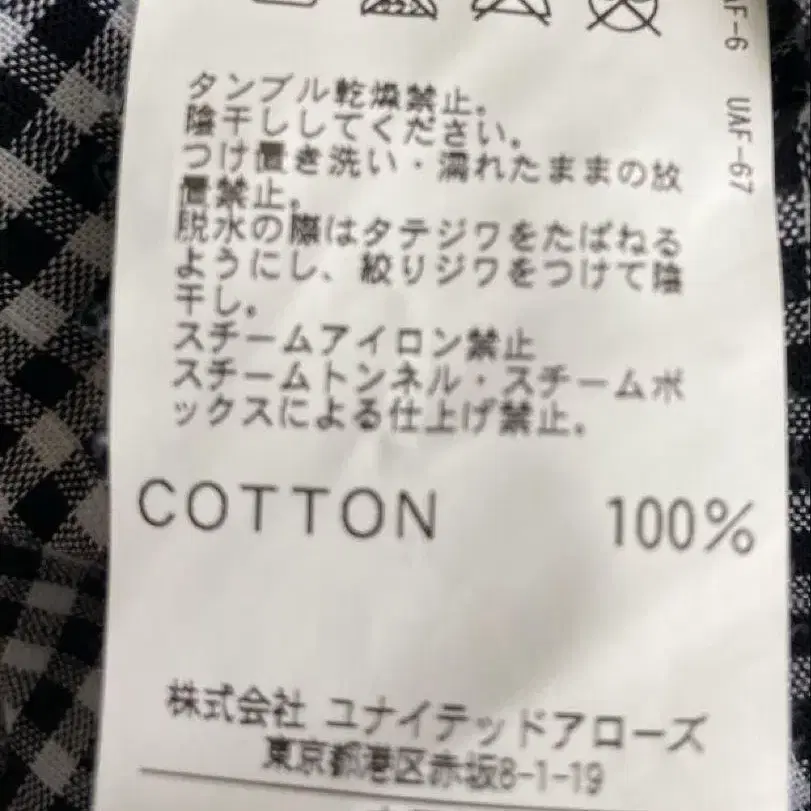 タンブル乾燥禁止。
陰干ししてください。
つけ置き洗い・濡れたままの放
置禁止。
脱水の際はタテジワをたばねる
ようにし、絞りジワをつけて陰
干し。
スチームアイロン禁止
スチームトンネル・スチームボ
ックスによる仕上げ禁止。
COTTON 100%
株式会社 ユナイテッドアローズ
東京都港区赤坂8-1-19
AF-6 UAF-67